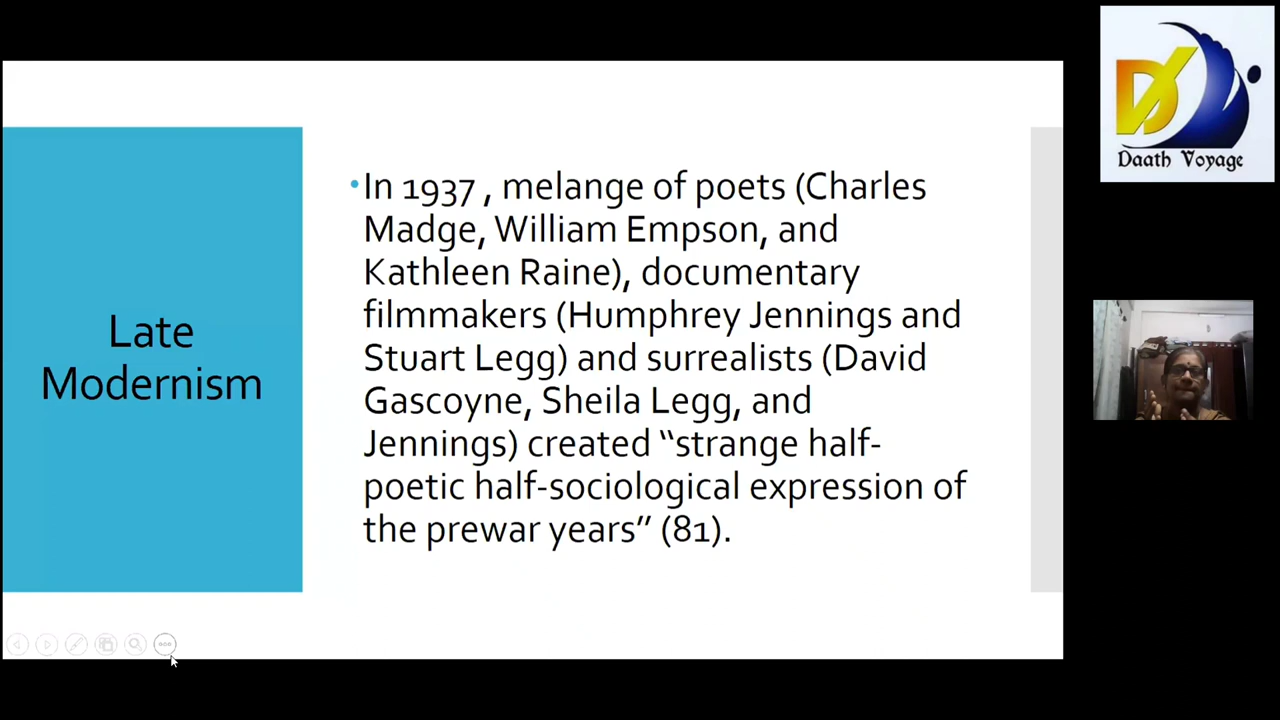 Late
Modernism
•In 1937 , melange of poets (Charles
Madge, William Empson, and
Kathleen Raine), documentary
filmmakers (Humphrey Jennings and
Stuart Legg) and surrealists (David
Gascoyne, Sheila Legg, and
Jennings) created “strange half-
poetic half-sociological expression of
the prewar years” (81).
DV
Daath Voyage